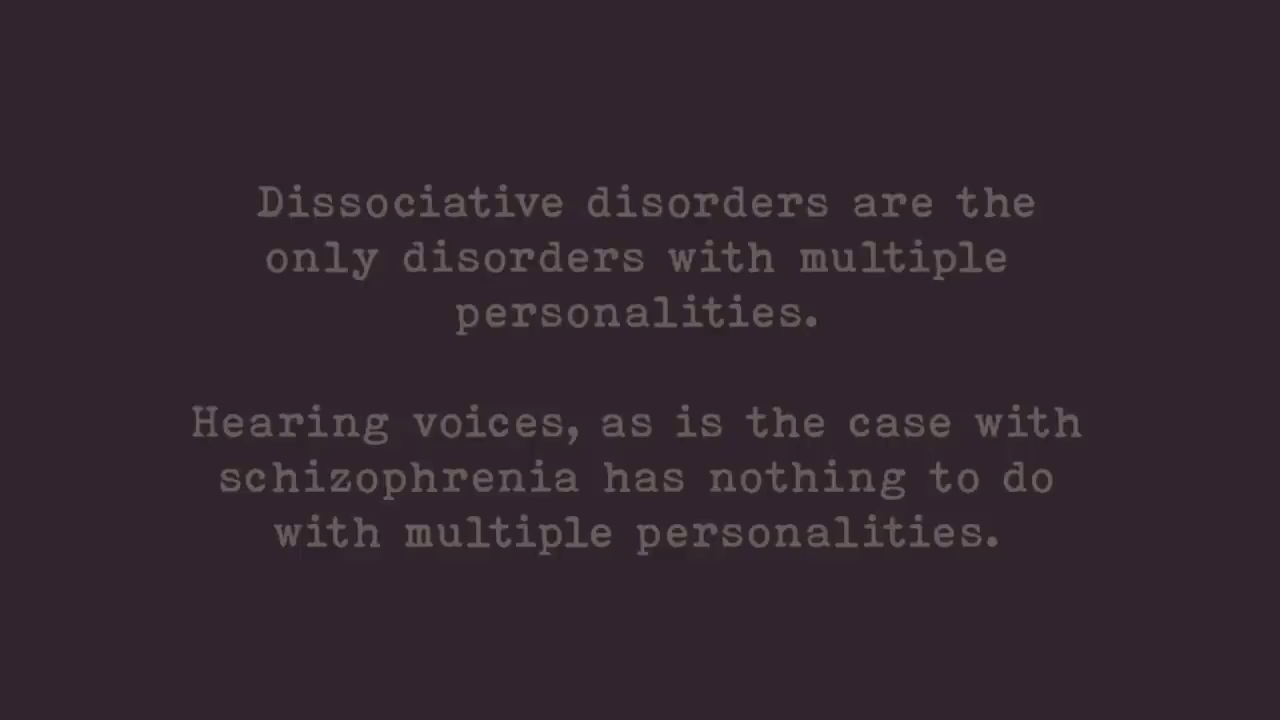 Dissociative disorders are the
only disorders with multiple
personalities.
Hearing voices, as is the case with
schizophrenia has nothing to do
with multiple personalities.